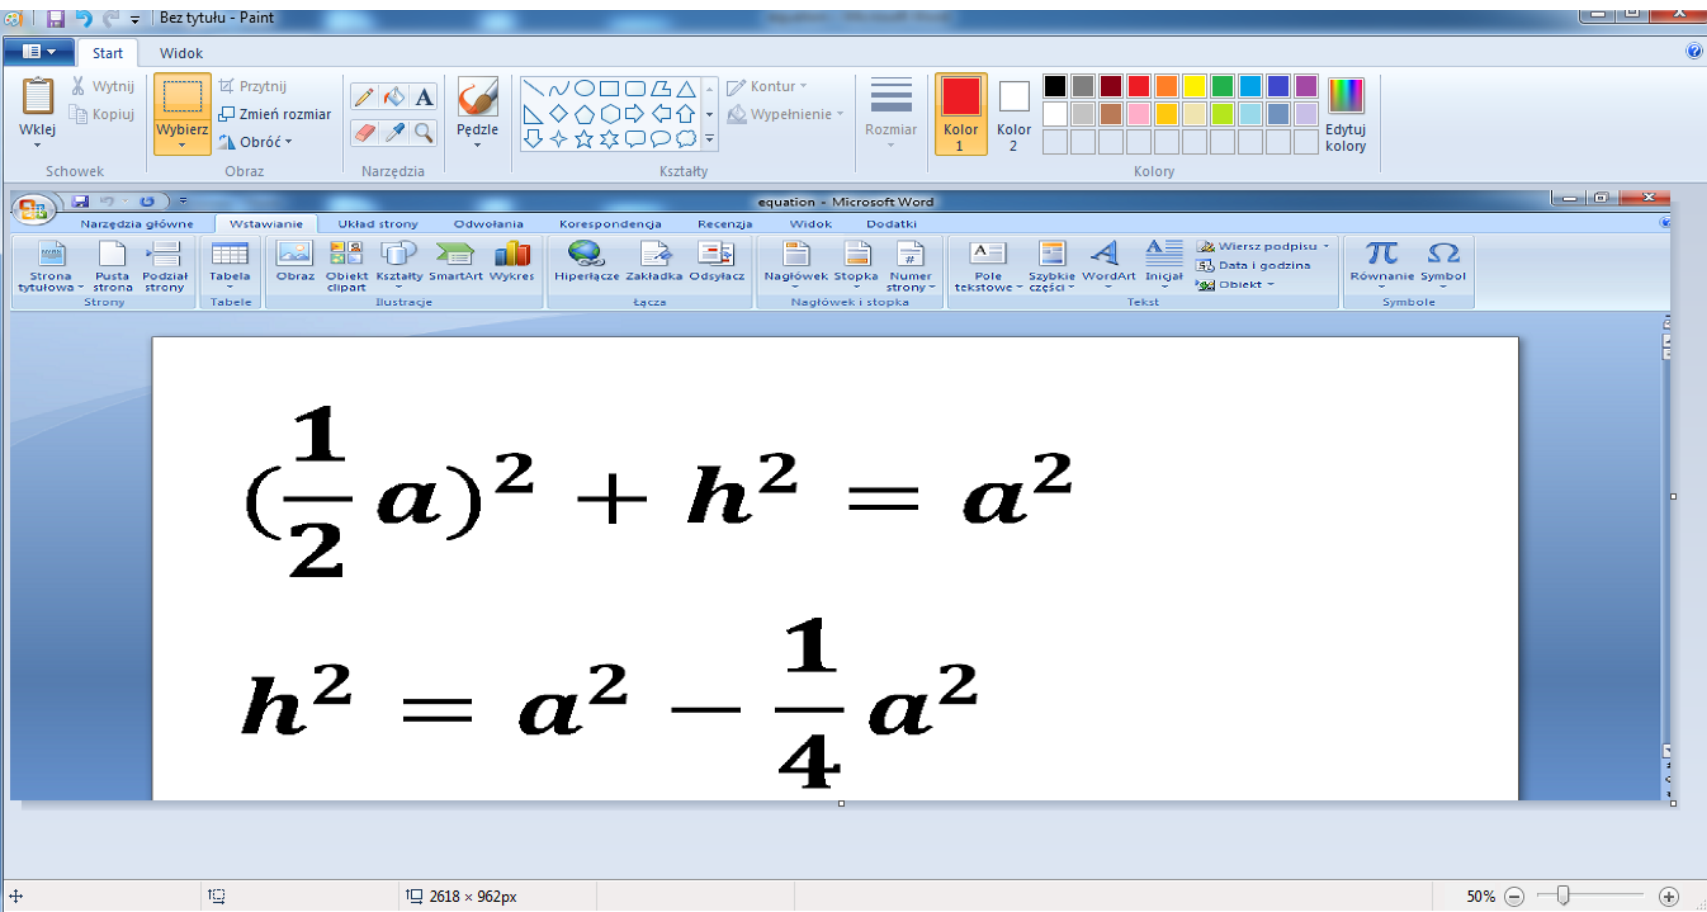 Bez tytułu - Paint
Start Widok
Wklej
Wytnij
Kopiuj
Schowek
Wybierz
Przytnij
Zmień rozmiar
Obróć
Obraz
A
Narzędzia
Pędzle
Kształty
Kontur
Wypełnienie
Rozmiar
Kolor 1
Kolor 2
Edytuj kolory
Kolory
equation - Microsoft Word
Narzędzia główne Wstawianie Układ strony Odwołania Korespondencja Recenzja Widok Dodatki
Strona tytułowa Pusta strona Podział strony
Strony
Tabela
Tabele
Obraz Obiekt clipart Kształty SmartArt Wykres
Ilustracje
Hiperłącze Zakładka Odsyłacz
Łącza
Nagłówek Stopka Numer strony
Nagłówek i stopka
Pole tekstowe Szybkie części WordArt Inicjał
Wiersz podpisu
Data i godzina
Obiekt
Tekst
π Ω
Równanie Symbol
Symbole
(1/2 a)² + h² = a²
h² = a² − 1/4 a²
2618 × 962px
50%